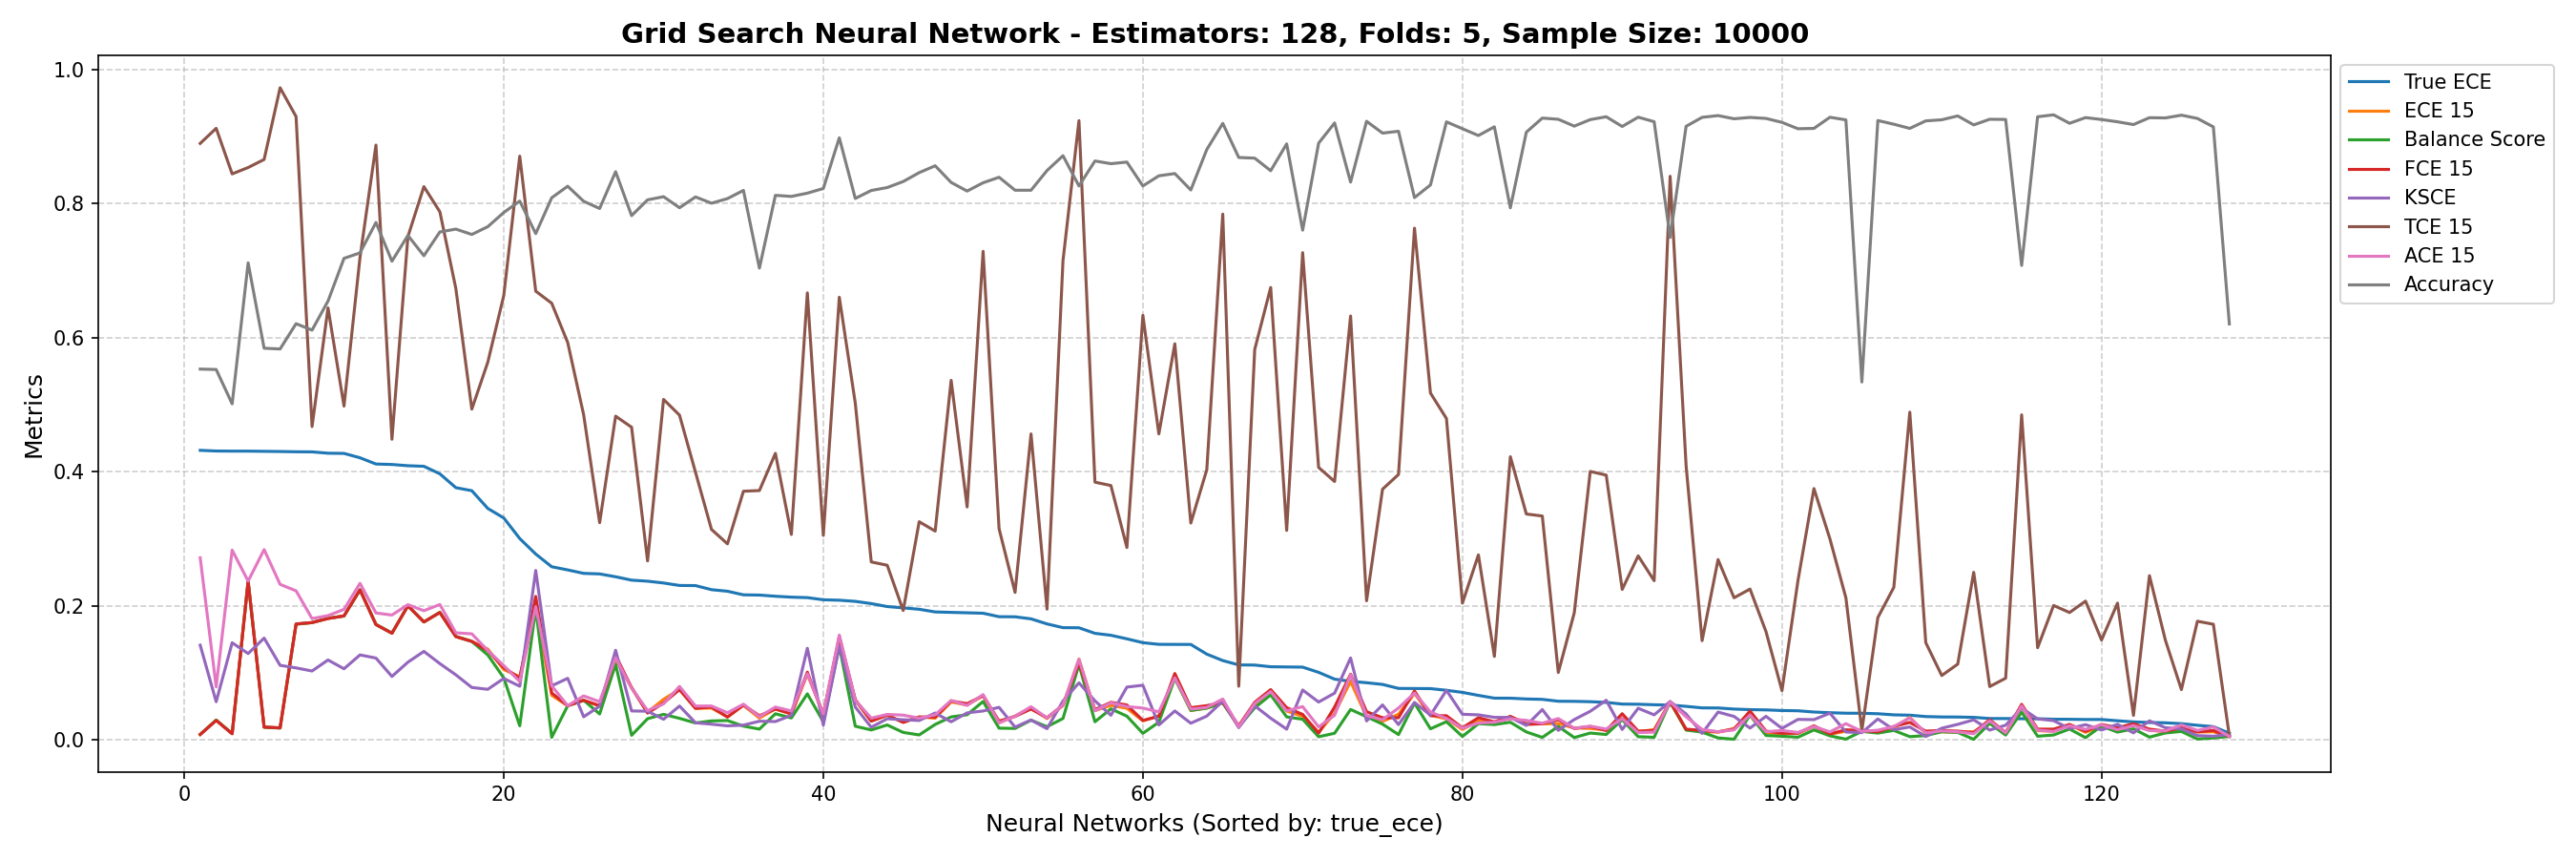 Grid Search Neural Network - Estimators: 128, Folds: 5, Sample Size: 10000
1.0
0.8
0.6
0.4
0.2
0.0
Metrics
0 20 40 60 80 100 120
Neural Networks (Sorted by: true_ece)
True ECE
ECE 15
Balance Score
FCE 15
KSCE
TCE 15
ACE 15
Accuracy